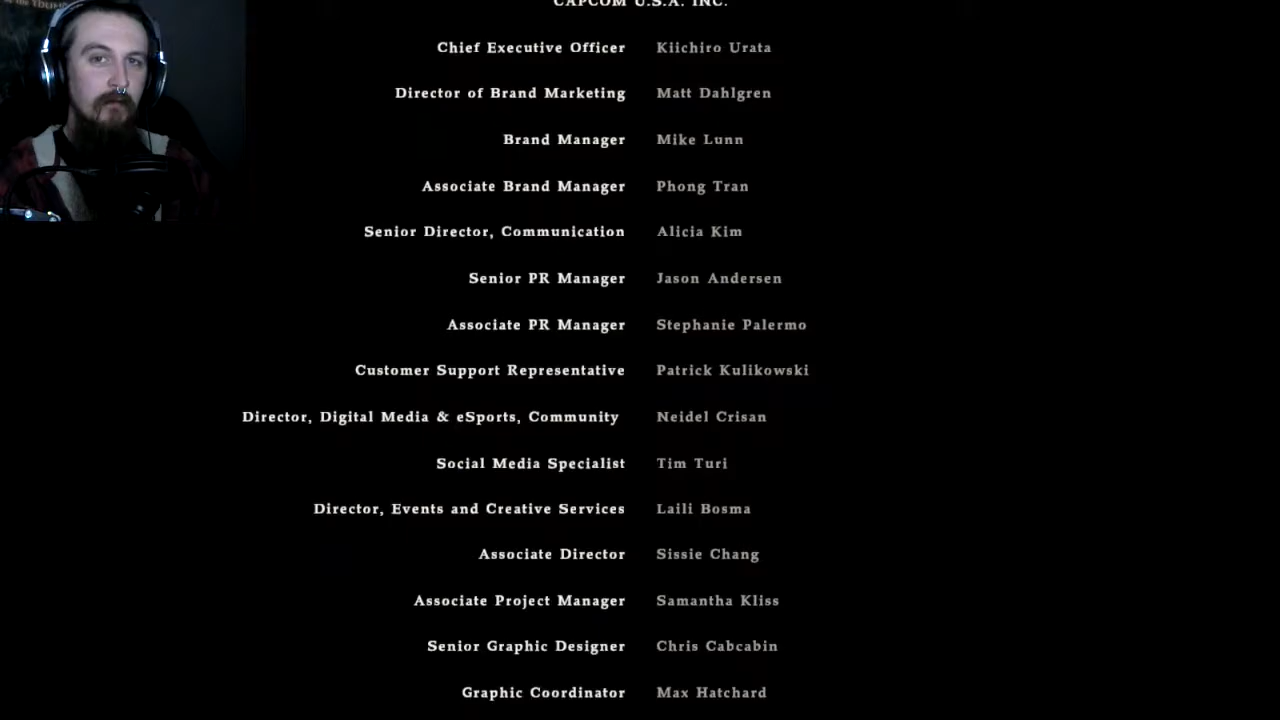 CAPCOM U.S.A. INC.
Chief Executive Officer Kiichiro Urata
Director of Brand Marketing Matt Dahlgren
Brand Manager Mike Lunn
Associate Brand Manager Phong Tran
Senior Director, Communication Alicia Kim
Senior PR Manager Jason Andersen
Associate PR Manager Stephanie Palermo
Customer Support Representative Patrick Kulikowski
Director, Digital Media & eSports, Community Neidel Crisan
Social Media Specialist Tim Turi
Director, Events and Creative Services Laili Bosma
Associate Director Sissie Chang
Associate Project Manager Samantha Kliss
Senior Graphic Designer Chris Cabcabin
Graphic Coordinator Max Hatchard